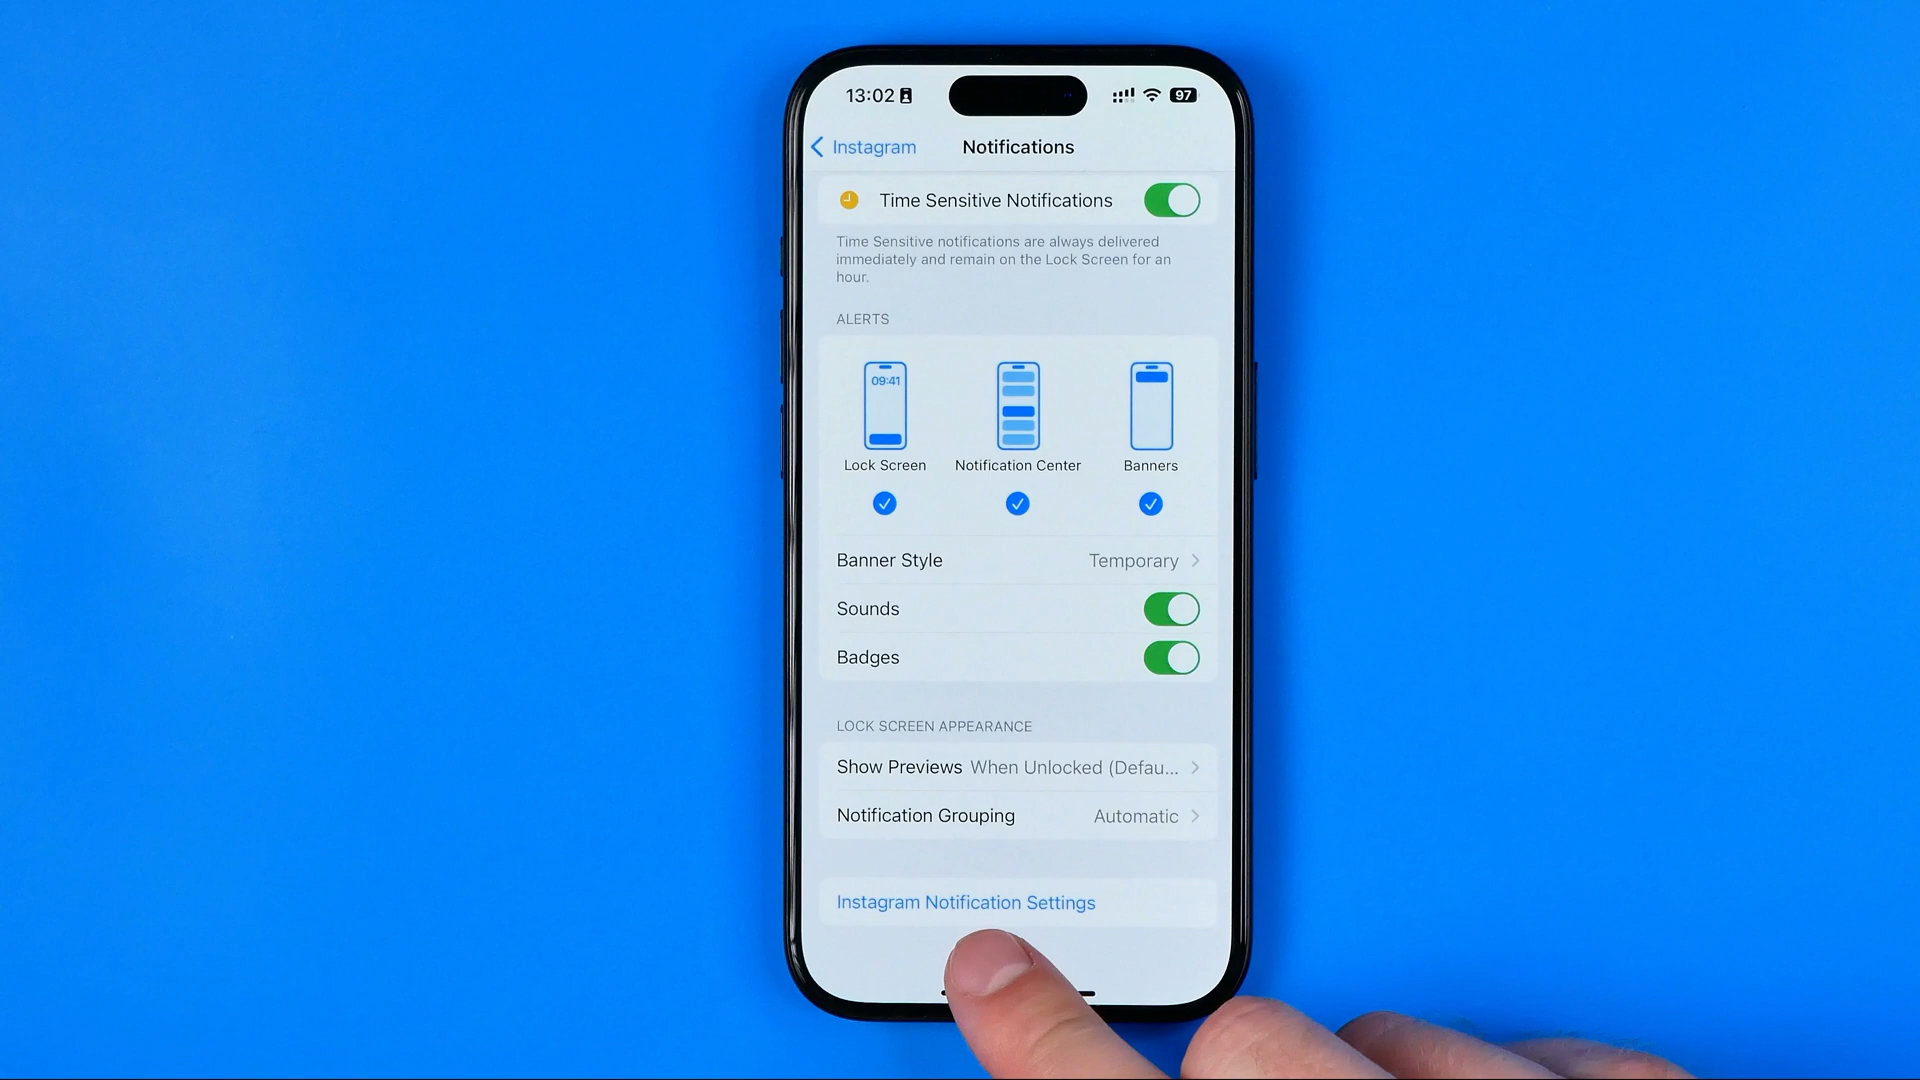 13:02 97
Instagram Notifications
Time Sensitive Notifications
Time Sensitive notifications are always delivered
immediately and remain on the Lock Screen for an
hour.
ALERTS
09:41
Lock Screen Notification Center Banners
Banner Style Temporary
Sounds
Badges
LOCK SCREEN APPEARANCE
Show Previews When Unlocked (Defau...
Notification Grouping Automatic
Instagram Notification Settings